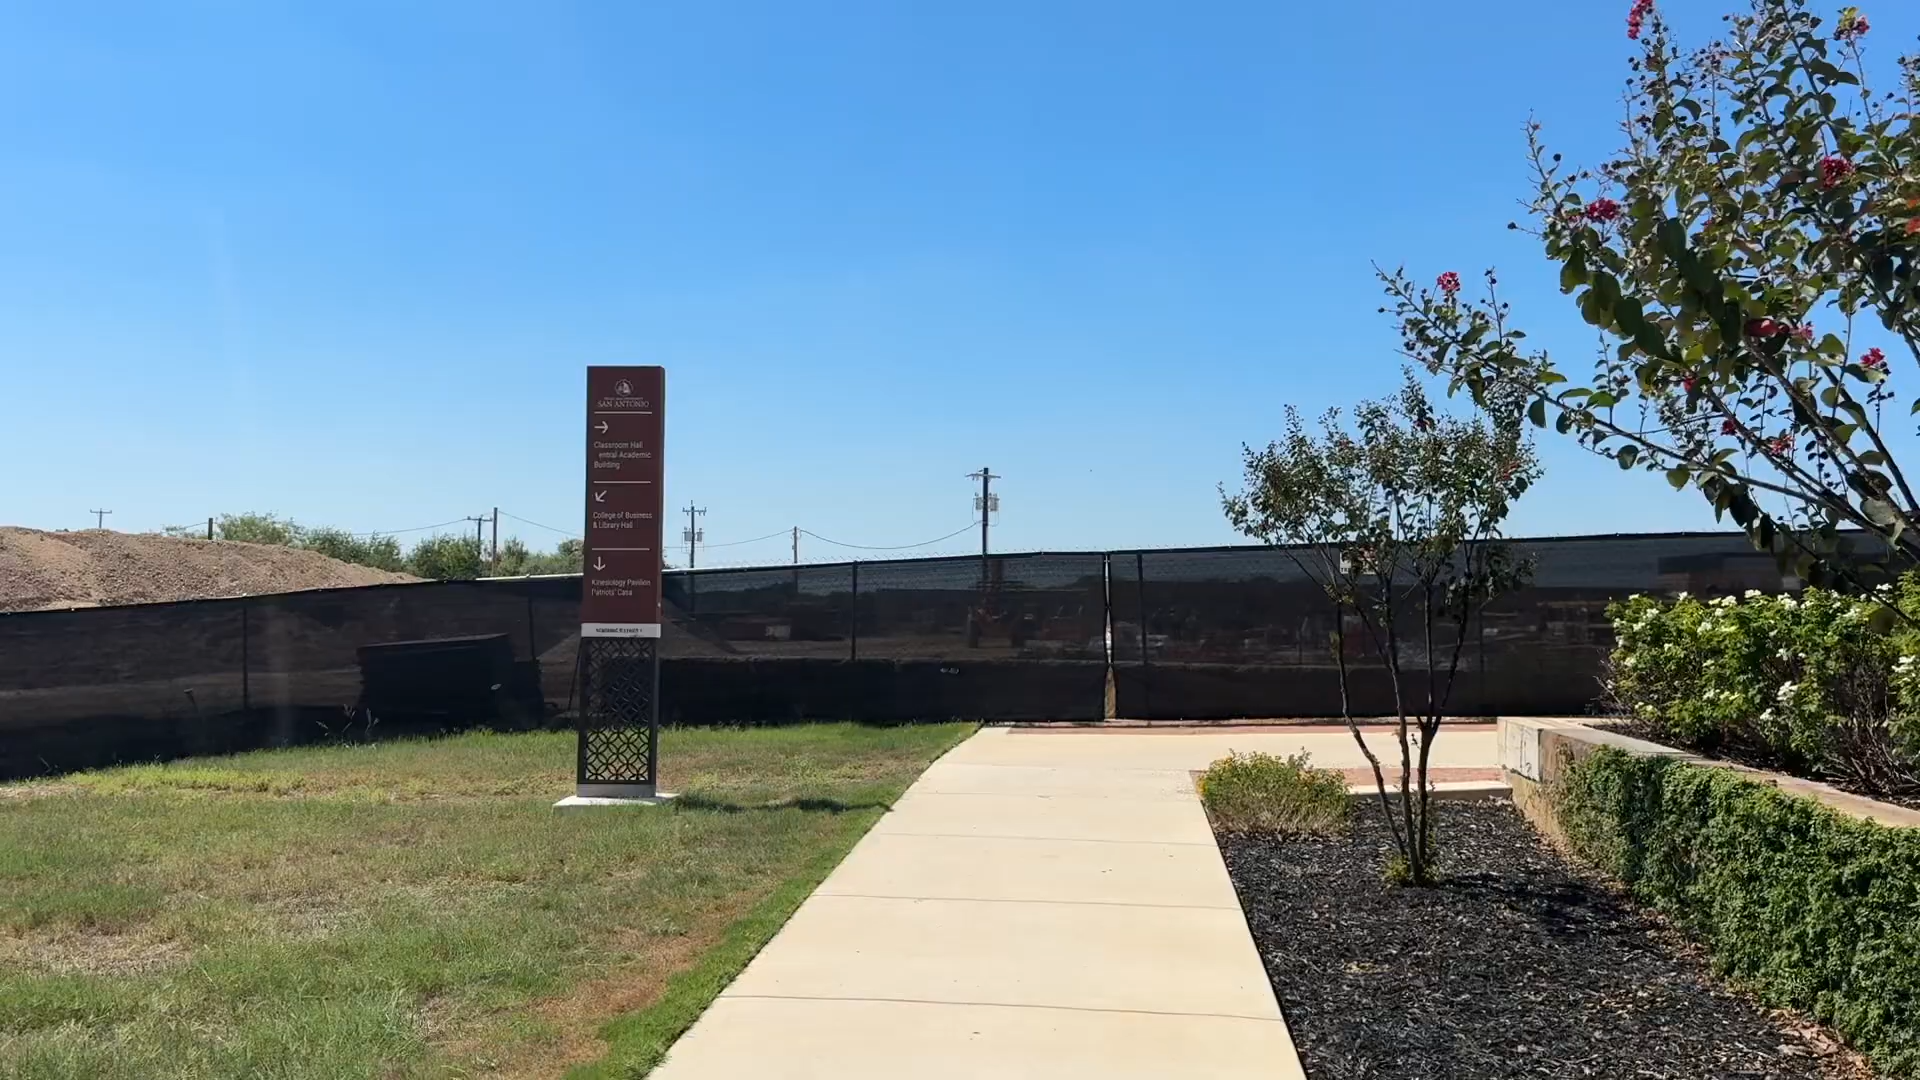 SAN ANTONIO
→
Classroom Hall
entral Academic
Building
↙
College of Business
& Library Hall
↓
Kinesiology Pavilion
Patriots' Casa